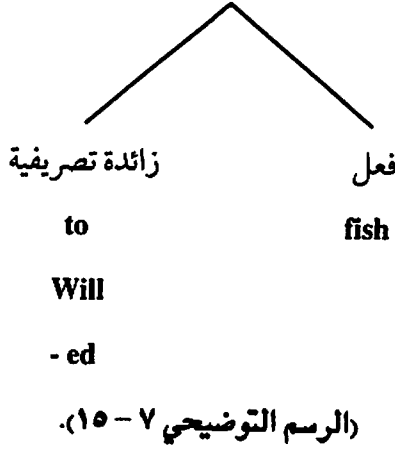 فعل زائدة تصريفية
fish to
Will
- ed
(الرسم التوضيحي ٧ – ١٥).